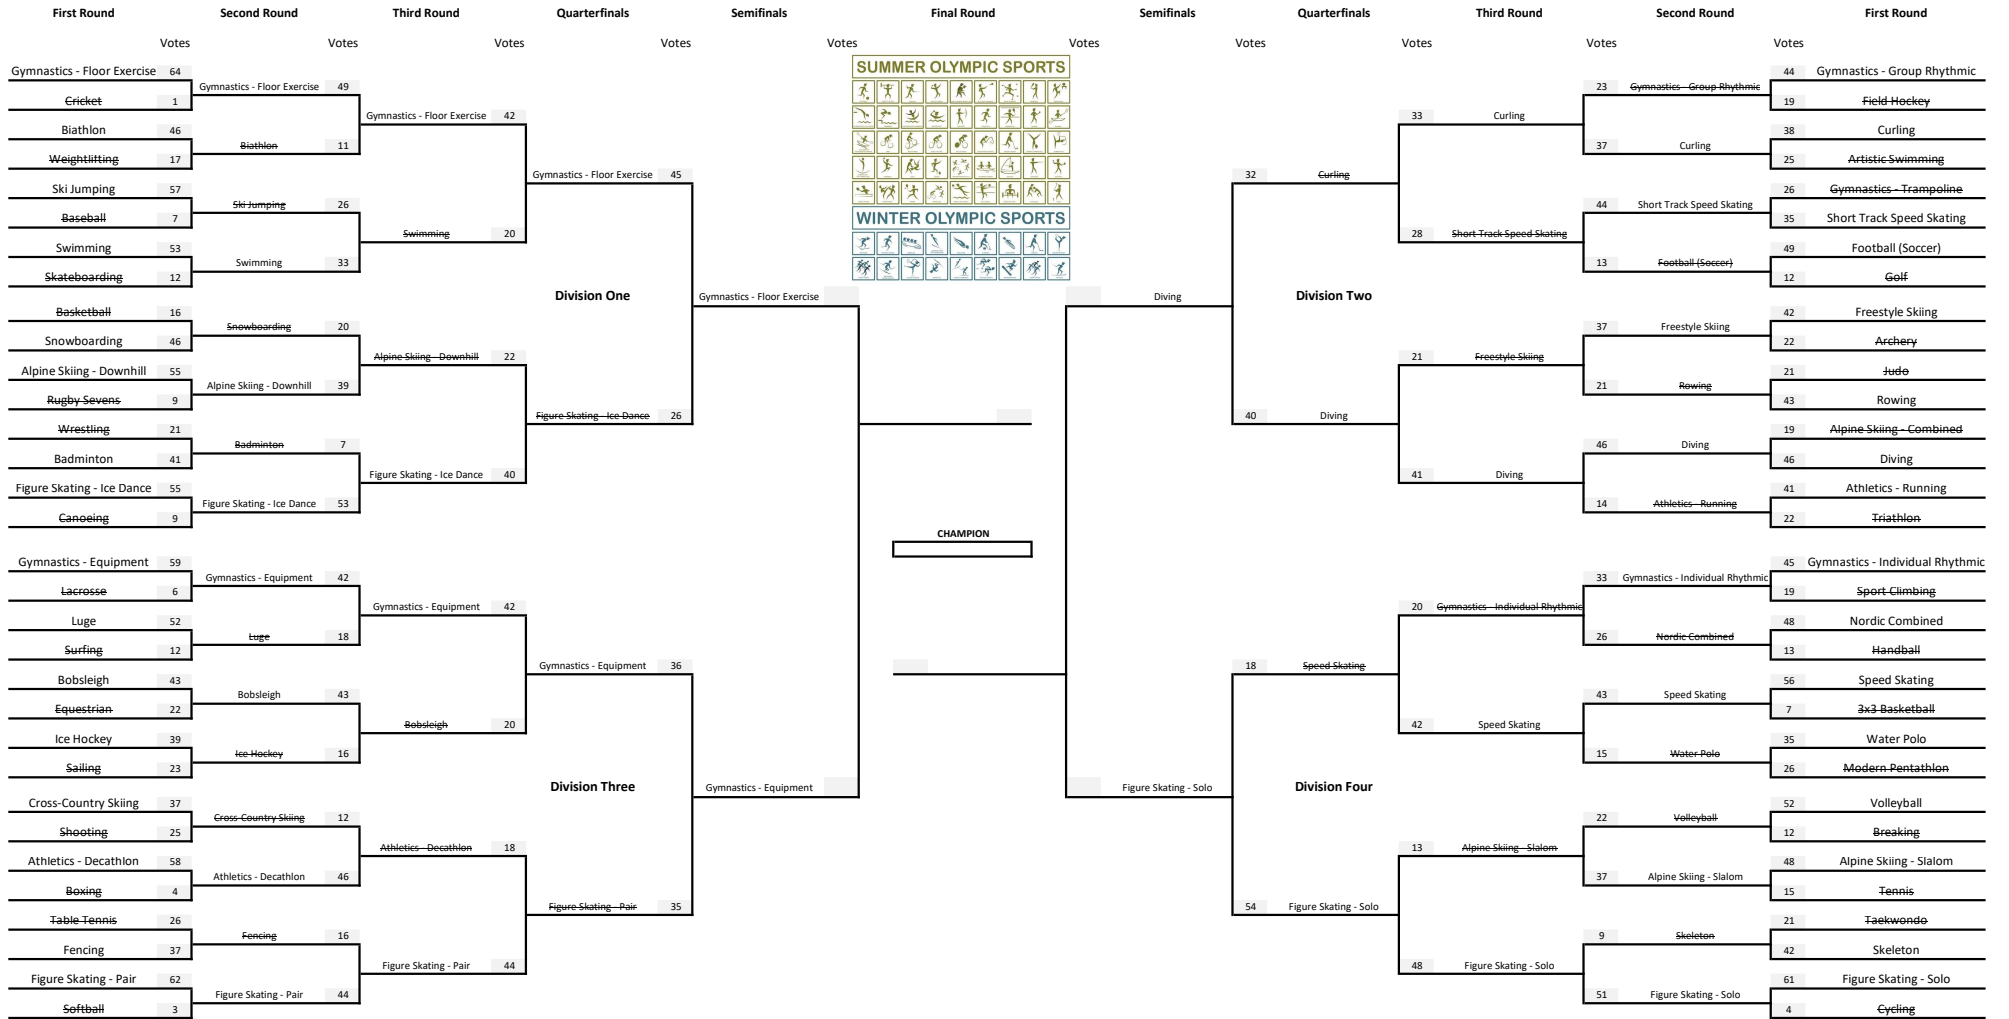 First Round Second Round Third Round Quarterfinals Semifinals Final Round Semifinals Quarterfinals Third Round Second Round First Round
Votes Votes Votes Votes Votes Votes Votes Votes Votes Votes
SUMMER OLYMPIC SPORTS
WINTER OLYMPIC SPORTS
Gymnastics - Floor Exercise 64
Cricket 1
Biathlon 46
Weightlifting 17
Ski Jumping 57
Baseball 7
Swimming 53
Skateboarding 12
Basketball 16
Snowboarding 46
Alpine Skiing - Downhill 55
Rugby Sevens 9
Wrestling 21
Badminton 41
Figure Skating - Ice Dance 55
Canoeing 9
Gymnastics - Equipment 59
Lacrosse 6
Luge 52
Surfing 12
Bobsleigh 43
Equestrian 22
Ice Hockey 39
Sailing 23
Cross-Country Skiing 37
Shooting 25
Athletics - Decathlon 58
Boxing 4
Table Tennis 26
Fencing 37
Figure Skating - Pair 62
Softball 3
Gymnastics - Floor Exercise 49
Biathlon 11
Ski Jumping 26
Swimming 33
Snowboarding 20
Alpine Skiing - Downhill 39
Badminton 7
Figure Skating - Ice Dance 53
Gymnastics - Equipment 42
Luge 18
Bobsleigh 43
Ice Hockey 16
Cross-Country Skiing 12
Athletics - Decathlon 46
Fencing 16
Figure Skating - Pair 44
Gymnastics - Floor Exercise 42
Swimming 20
Alpine Skiing - Downhill 22
Figure Skating - Ice Dance 40
Gymnastics - Equipment 42
Bobsleigh 20
Athletics - Decathlon 18
Figure Skating - Pair 44
Gymnastics - Floor Exercise 45
Division One
Figure Skating - Ice Dance 26
Gymnastics - Equipment 36
Division Three
Figure Skating - Pair 35
Gymnastics - Floor Exercise
Gymnastics - Equipment
CHAMPION
Diving
Figure Skating - Solo
32 Curling
Division Two
40 Diving
18 Speed Skating
Division Four
54 Figure Skating - Solo
33 Curling
28 Short Track Speed Skating
21 Freestyle Skiing
41 Diving
20 Gymnastics - Individual Rhythmic
42 Speed Skating
13 Alpine Skiing - Slalom
48 Figure Skating - Solo
23 Gymnastics - Group Rhythmic
37 Curling
44 Short Track Speed Skating
13 Football (Soccer)
37 Freestyle Skiing
21 Rowing
46 Diving
14 Athletics - Running
33 Gymnastics - Individual Rhythmic
26 Nordic Combined
43 Speed Skating
15 Water Polo
22 Volleyball
37 Alpine Skiing - Slalom
9 Skeleton
51 Figure Skating - Solo
44 Gymnastics - Group Rhythmic
19 Field Hockey
38 Curling
25 Artistic Swimming
26 Gymnastics - Trampoline
35 Short Track Speed Skating
49 Football (Soccer)
12 Golf
42 Freestyle Skiing
22 Archery
21 Judo
43 Rowing
19 Alpine Skiing - Combined
46 Diving
41 Athletics - Running
22 Triathlon
45 Gymnastics - Individual Rhythmic
19 Sport Climbing
48 Nordic Combined
13 Handball
56 Speed Skating
7 3x3 Basketball
35 Water Polo
26 Modern Pentathlon
52 Volleyball
12 Breaking
48 Alpine Skiing - Slalom
15 Tennis
21 Taekwondo
42 Skeleton
61 Figure Skating - Solo
4 Cycling